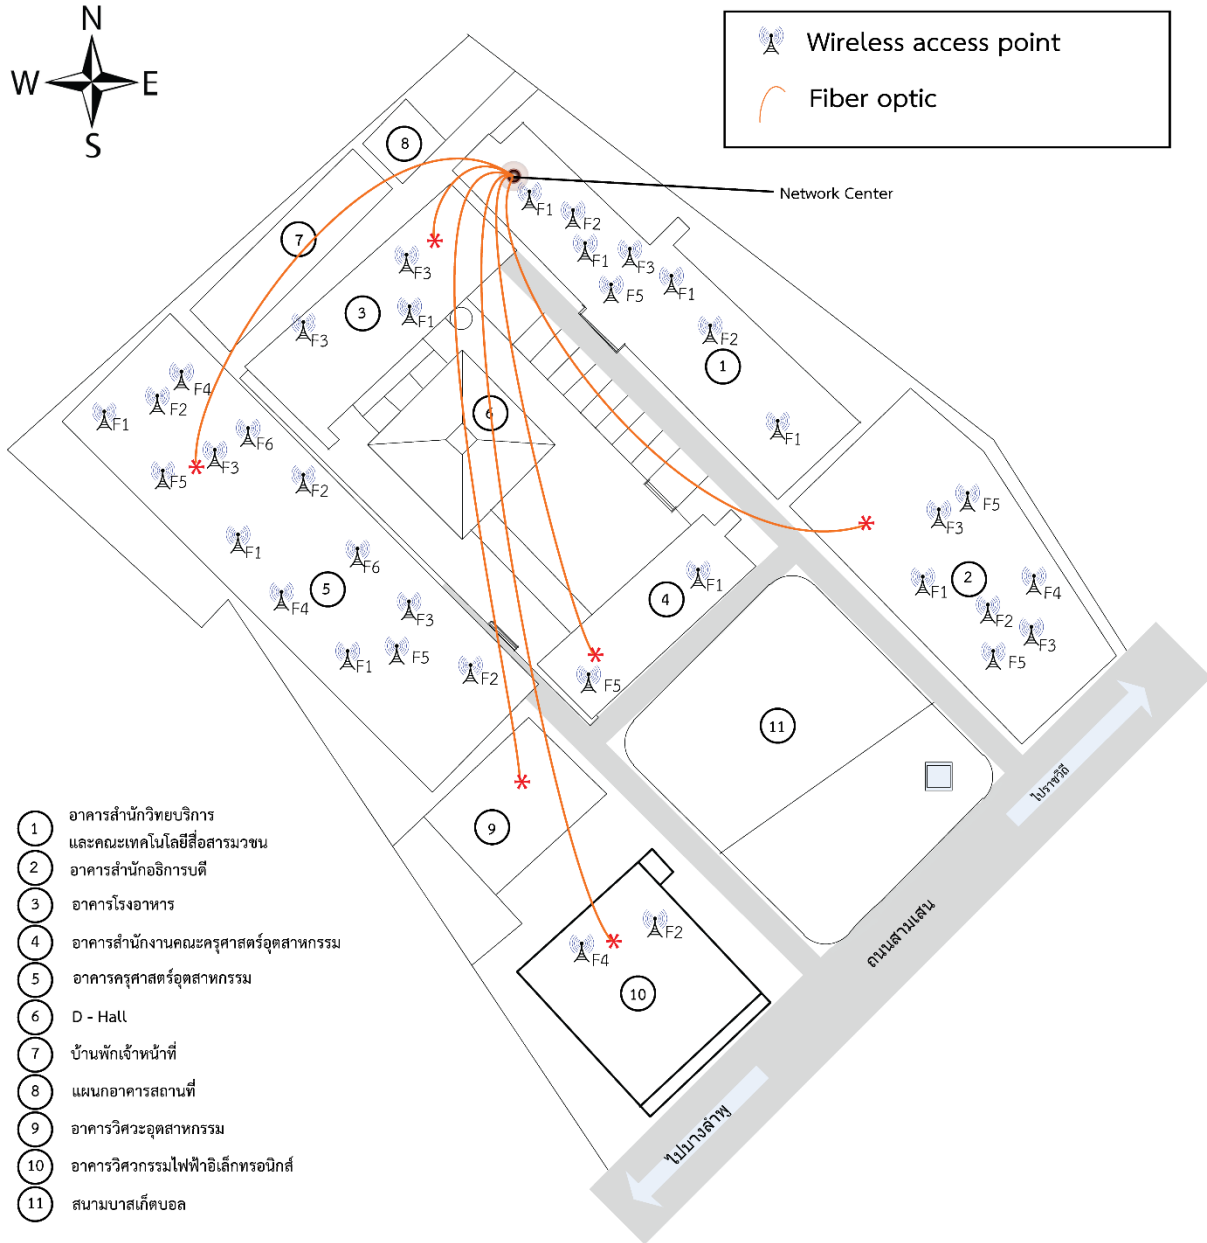 N
W E
S
Wireless access point
Fiber optic
Network Center
8
7
3
1
6
2
5
4
11
9
10
F1
F2
F1
F3
F5
F1
F2
F1
F3
F1
F3
F4
F2
F1
F6
F3
F5
F2
F1
F6
F4
F3
F1
F5
F2
F5
F3
F1
F4
F2
F3
F5
F1
F5
F2
F4
ไปราชวิถี
ถนนสามเสน
ไปบางลำพู
1 อาคารสำนักวิทยบริการ
และคณะเทคโนโลยีสื่อสารมวขน
2 อาคารสำนักอธิการบดี
3 อาคารโรงอาหาร
4 อาคารสำนักงานคณะครุศาสตร์อุตสาหกรรม
5 อาคารครุศาสตร์อุตสาหกรรม
6 D - Hall
7 บ้านพักเจ้าหน้าที่
8 แผนกอาคารสถานที่
9 อาคารวิศวะอุตสาหกรรม
10 อาคารวิศวกรรมไฟฟ้าอิเล็กทรอนิกส์
11 สนามบาสเก็ตบอล